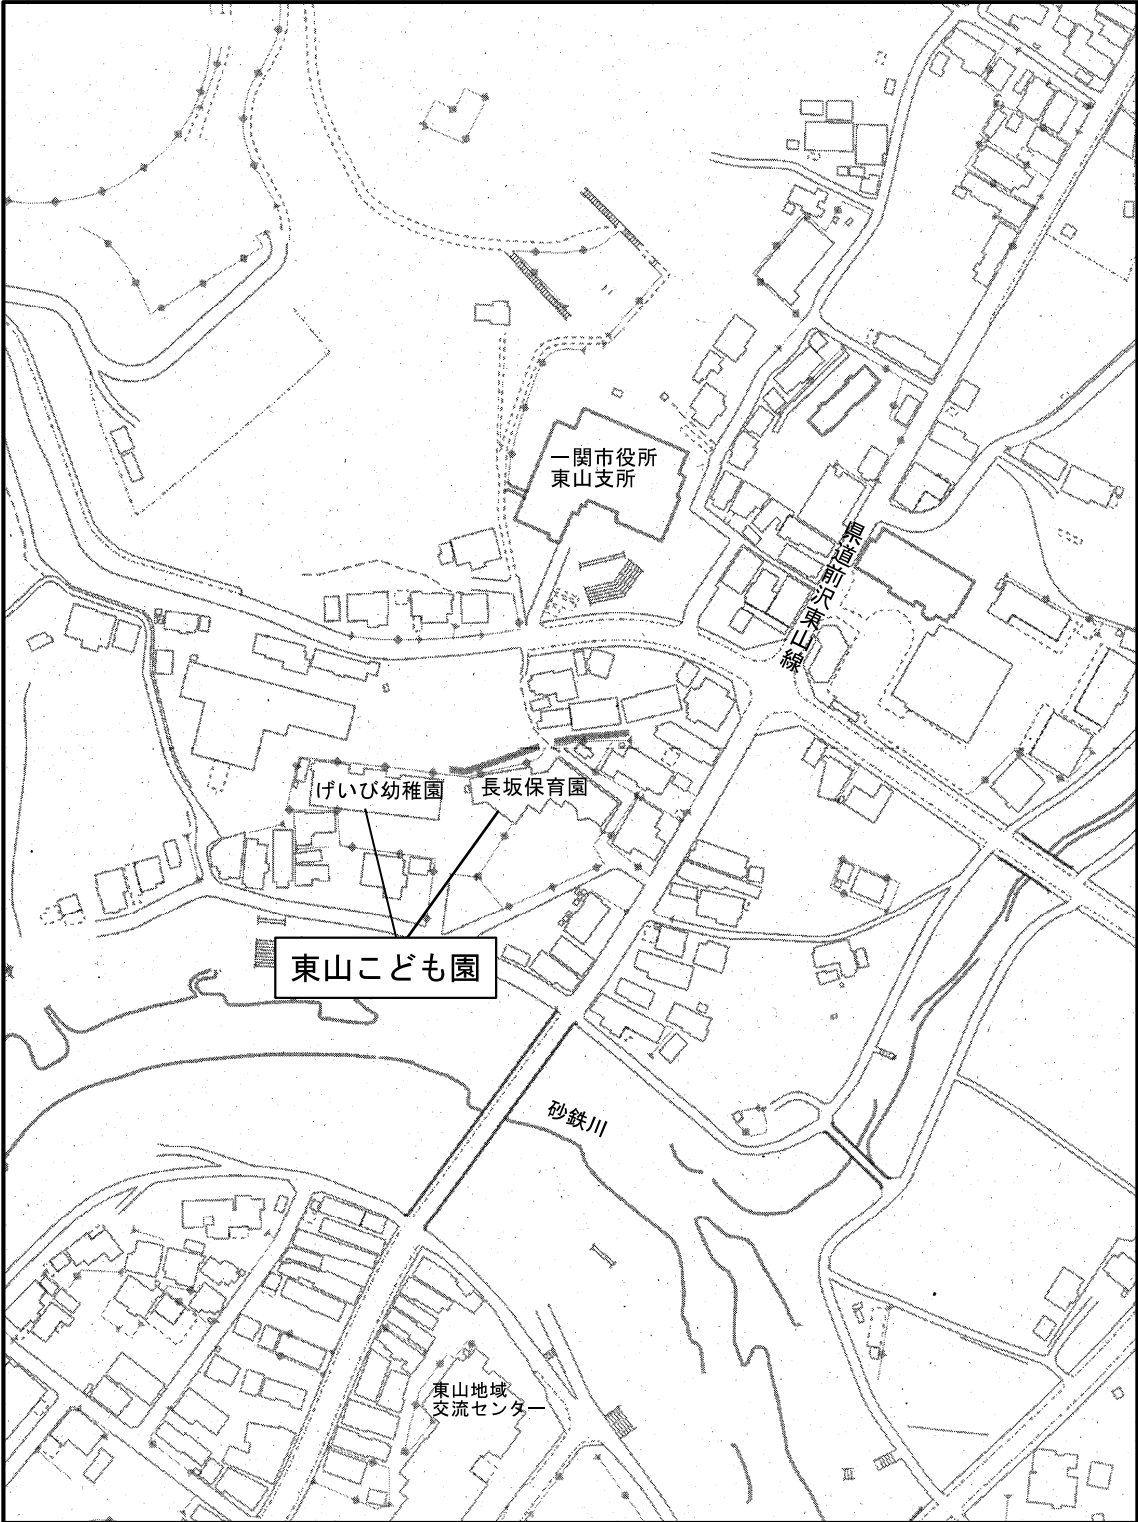 一関市役所
東山支所
県道前沢東山線
げいび幼稚園
長坂保育園
東山こども園
砂鉄川
東山地域
交流センター